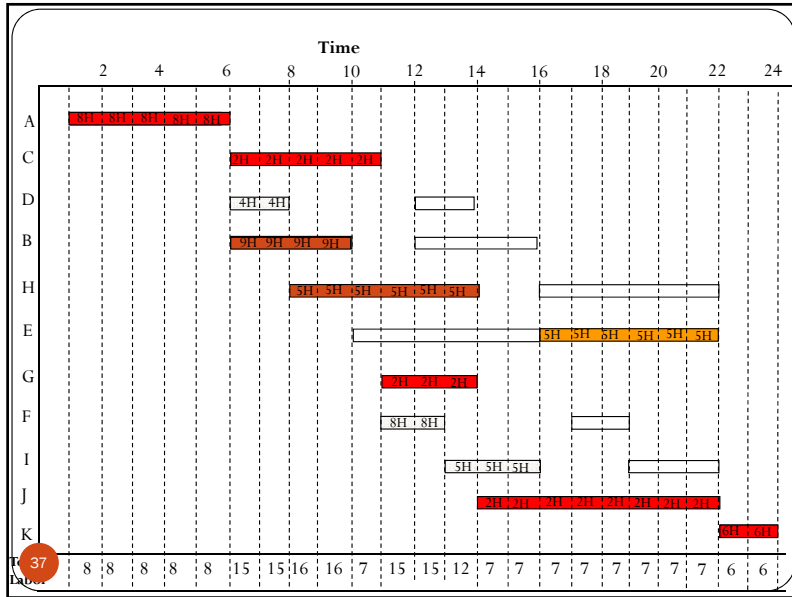 Time
2 4 6 8 10 12 14 16 18 20 22 24
A 8H 8H 8H 8H 8H
C 2H 2H 2H 2H 2H
D 4H 4H
B 9H 9H 9H 9H
H 5H 5H 5H 5H 5H 5H
E 5H 5H 5H 5H 5H 5H
G 2H 2H 2H
F 8H 8H
I 5H 5H 5H
J 2H 2H 2H 2H 2H 2H 2H 2H
K 6H 6H
37
8 8 8 8 8 15 15 16 16 7 15 15 12 7 7 7 7 7 7 7 7 6 6